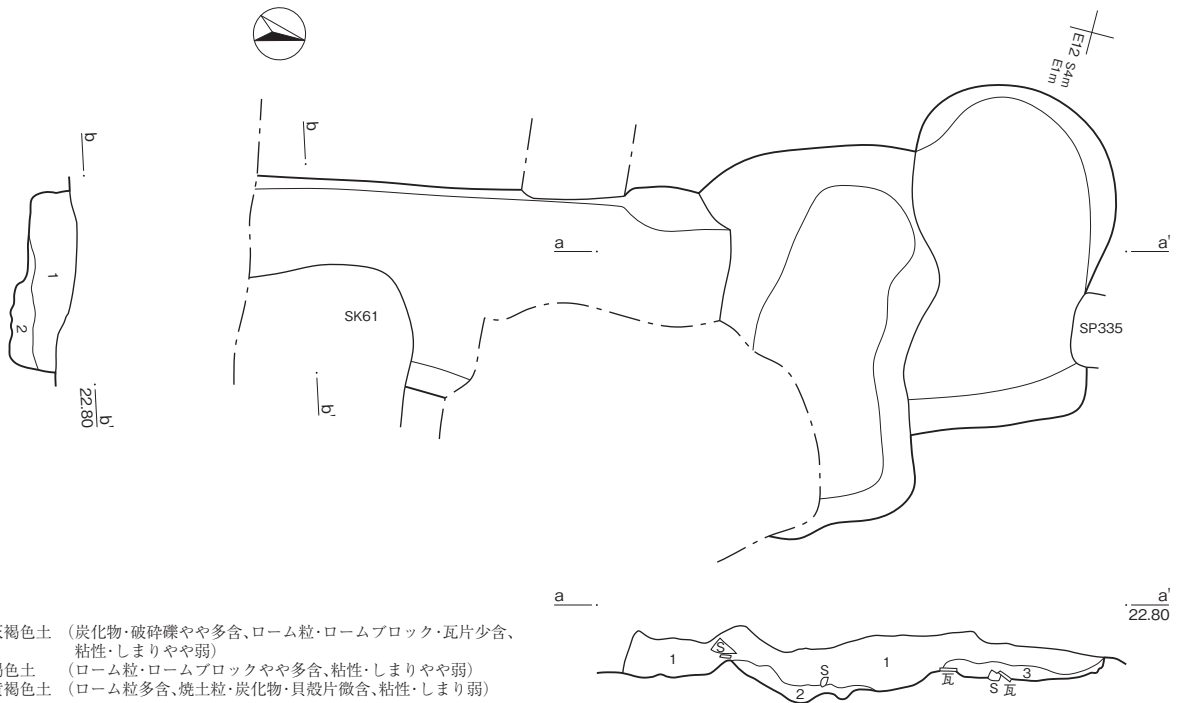 E12 S4m
E1m
b
b
a
a'
1
2
SK61
SP335
b'
b'
22.80
a
a'
22.80
褐色土 （炭化物・破砕礫やや多含、ローム粒・ロームブロック・瓦片少含、
粘性・しまりやや弱）
色土 （ローム粒・ロームブロックやや多含、粘性・しまりやや弱）
褐色土 （ローム粒多含、焼土粒・炭化物・貝殻片微含、粘性・しまり弱）
1
S
S
1
2
瓦
S
瓦
3